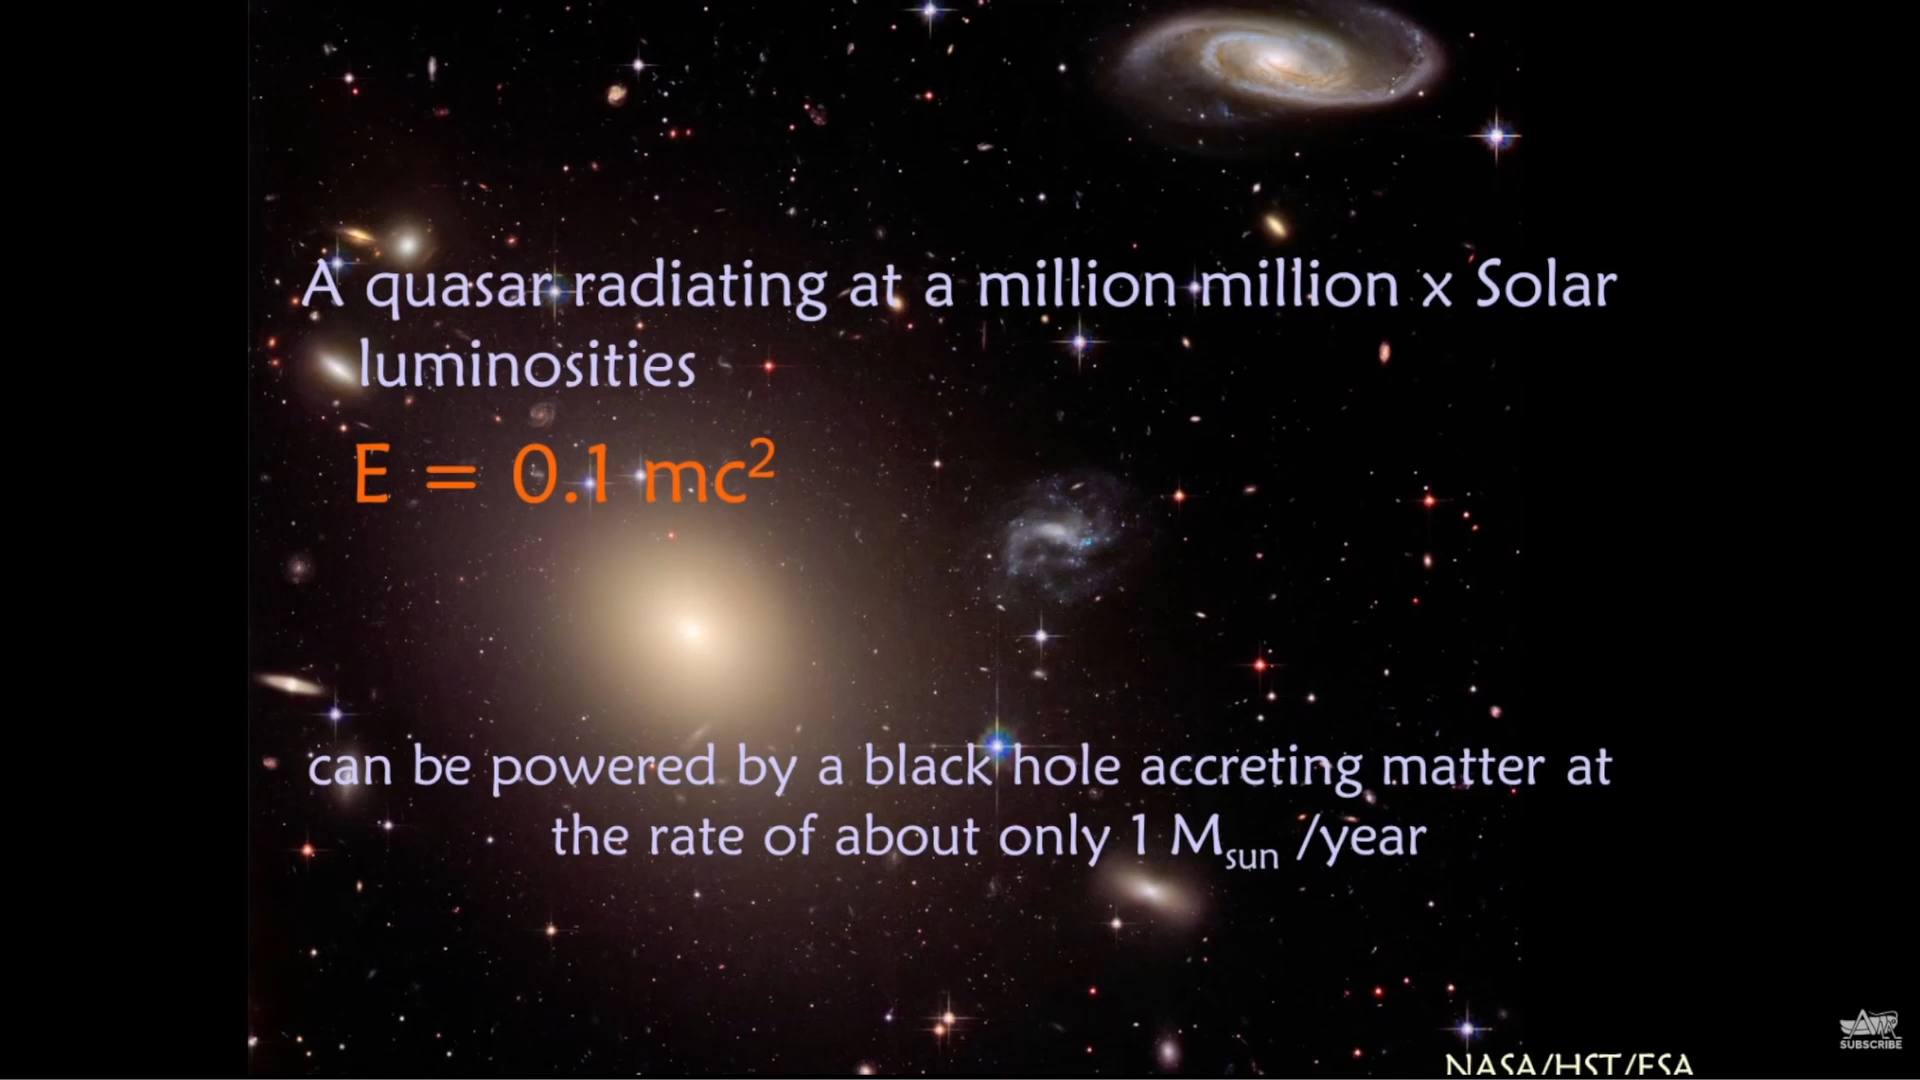 A quasar radiating at a million million x Solar
luminosities
E = 0.1 mc²
can be powered by a black hole accreting matter at
the rate of about only 1 Msun /year
SUBSCRIBE
NASA/HST/ESA